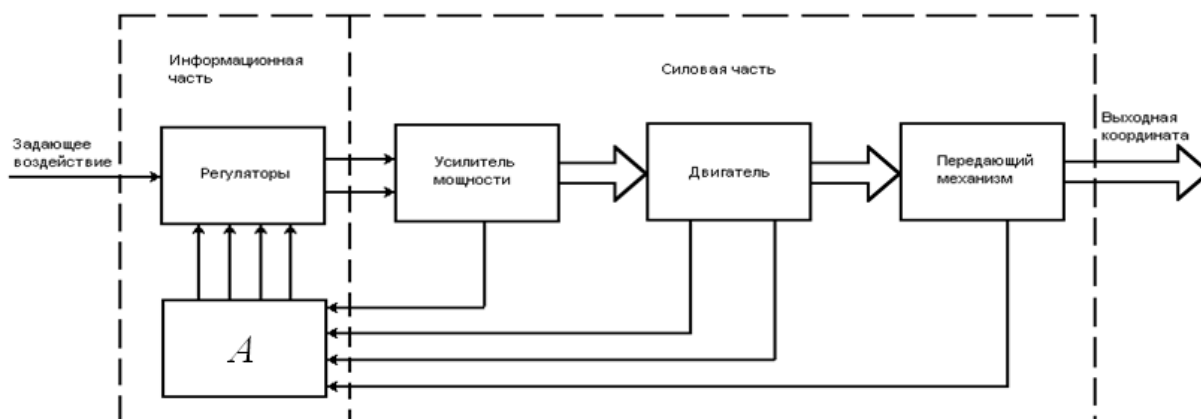 Информационная
часть
Силовая часть
Задающее
воздействие
Регуляторы
Усилитель
мощности
Двигатель
Передающий
механизм
Выходная
координата
A